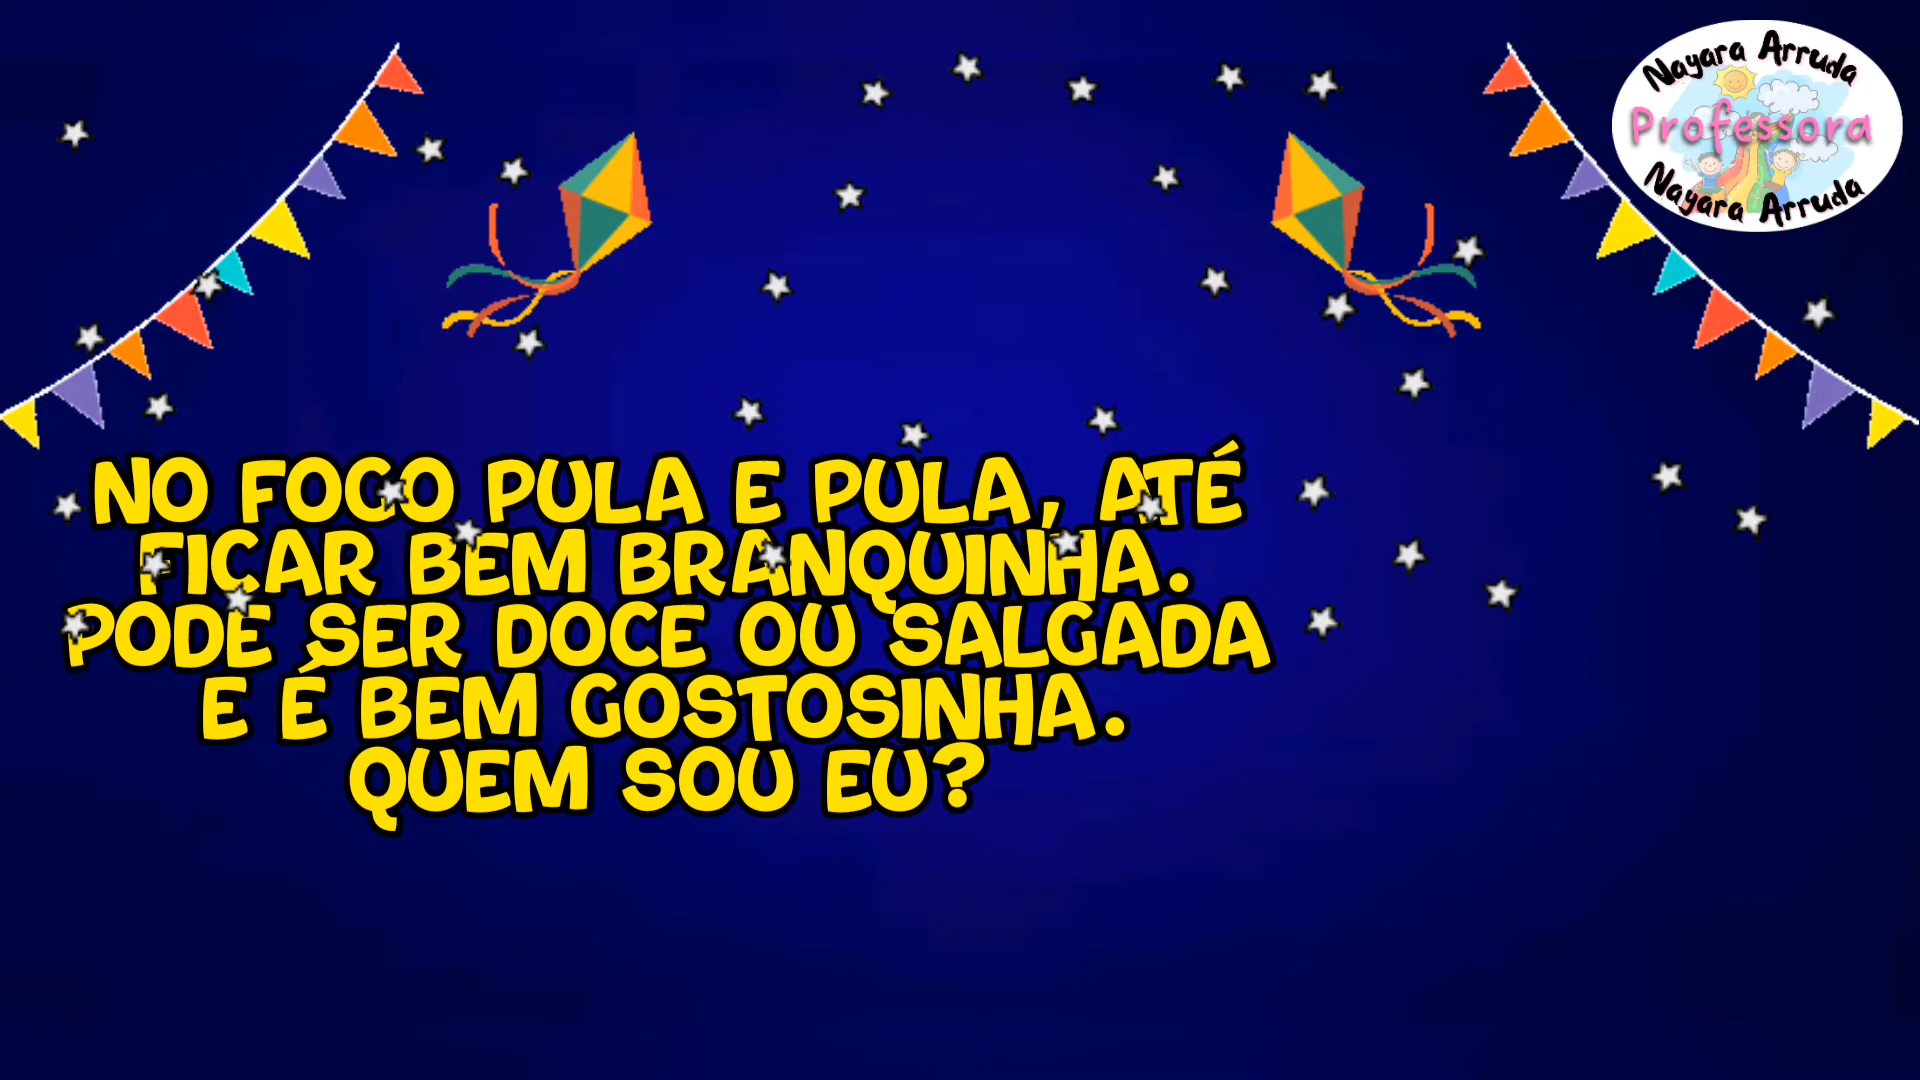 Nayara Arruda
Professora
Nayara Arruda
NO FOGO PULA E PULA, ATÉ
FICAR BEM BRANQUINHA.
PODE SER DOCE OU SALGADA
E É BEM GOSTOSINHA.
QUEM SOU EU?